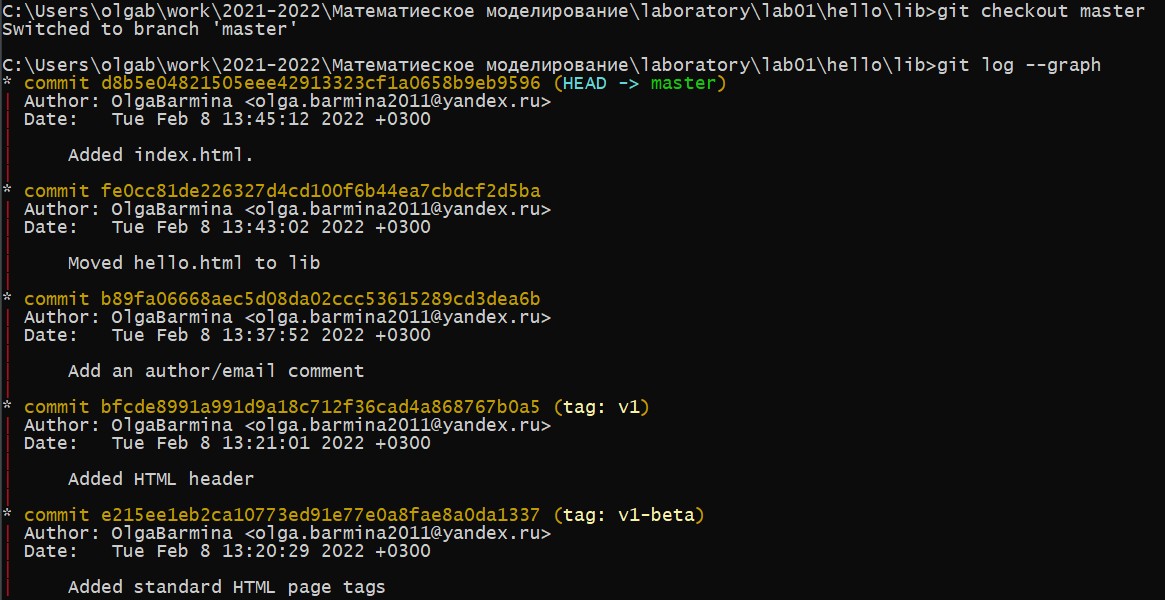 C:\Users\olgab\work\2021-2022\Математиеское моделирование\laboratory\lab01\hello\lib>git checkout master
Switched to branch 'master'
C:\Users\olgab\work\2021-2022\Математиеское моделирование\laboratory\lab01\hello\lib>git log --graph
* commit d8b5e04821505eee42913323cf1a0658b9eb9596 (HEAD -> master)
| Author: OlgaBarmina <olga.barmina2011@yandex.ru>
| Date:   Tue Feb 8 13:45:12 2022 +0300
|
|     Added index.html.
|
* commit fe0cc81de226327d4cd100f6b44ea7cbdcf2d5ba
| Author: OlgaBarmina <olga.barmina2011@yandex.ru>
| Date:   Tue Feb 8 13:43:02 2022 +0300
|
|     Moved hello.html to lib
|
* commit b89fa06668aec5d08da02ccc53615289cd3dea6b
| Author: OlgaBarmina <olga.barmina2011@yandex.ru>
| Date:   Tue Feb 8 13:37:52 2022 +0300
|
|     Add an author/email comment
|
* commit bfcde8991a991d9a18c712f36cad4a868767b0a5 (tag: v1)
| Author: OlgaBarmina <olga.barmina2011@yandex.ru>
| Date:   Tue Feb 8 13:21:01 2022 +0300
|
|     Added HTML header
|
* commit e215ee1eb2ca10773ed91e77e0a8fae8a0da1337 (tag: v1-beta)
| Author: OlgaBarmina <olga.barmina2011@yandex.ru>
| Date:   Tue Feb 8 13:20:29 2022 +0300
|
|     Added standard HTML page tags